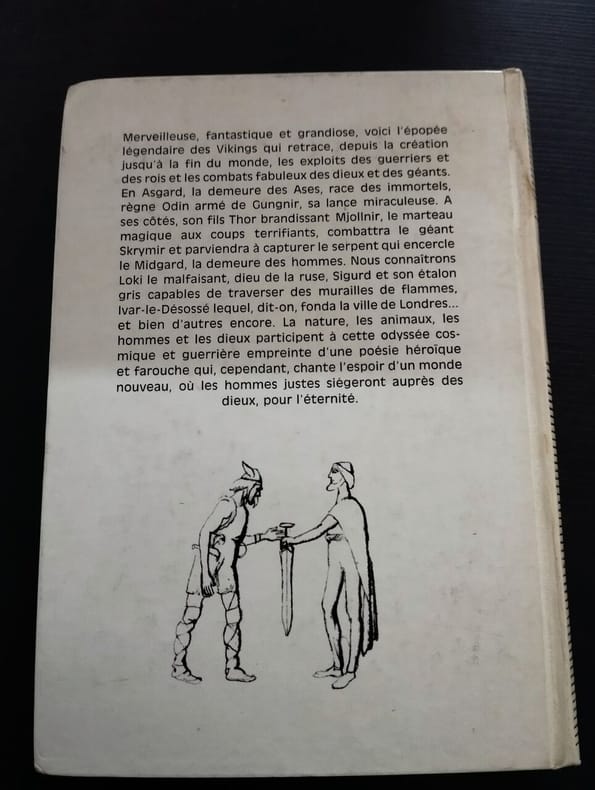 Merveilleuse, fantastique et grandiose, voici l'épopée
légendaire des Vikings qui retrace, depuis la création
jusqu'à la fin du monde, les exploits des guerriers et
des rois et les combats fabuleux des dieux et des géants.
En Asgard, la demeure des Ases, race des immortels,
règne Odin armé de Gungnir, sa lance miraculeuse. A
ses côtés, son fils Thor brandissant Mjollnir, le marteau
magique aux coups terrifiants, combattra le géant
Skrymir et parviendra à capturer le serpent qui encercle
le Midgard, la demeure des hommes. Nous connaîtrons
Loki le malfaisant, dieu de la ruse, Sigurd et son étalon
gris capables de traverser des murailles de flammes,
Ivar-le-Désossé lequel, dit-on, fonda la ville de Londres...
et bien d'autres encore. La nature, les animaux, les
hommes et les dieux participent à cette odyssée cos-
mique et guerrière empreinte d'une poésie héroïque
et farouche qui, cependant, chante l'espoir d'un monde
nouveau, où les hommes justes siègeront auprès des
dieux, pour l'éternité.